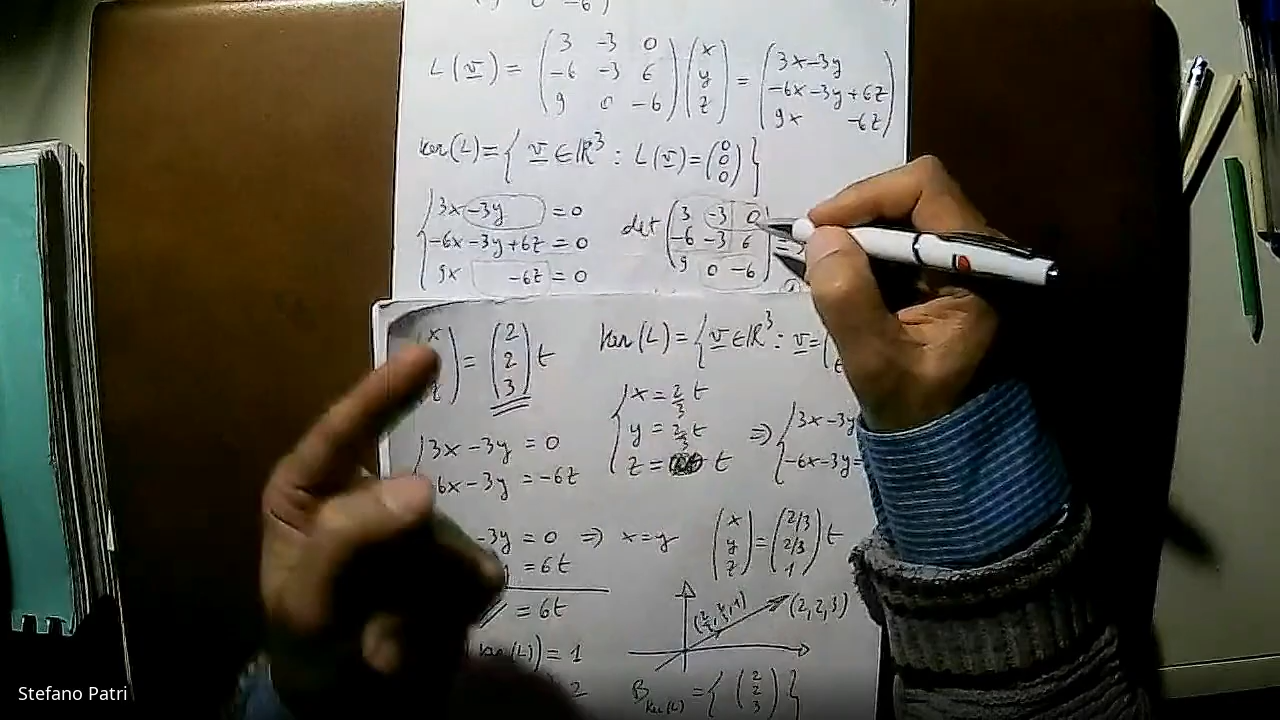 0 -6)
L(v) = (3 -3 0
-6 -3 6
9 0 -6) (x
y
z) = (3x-3y
-6x-3y+6z
9x -6z)
Ker(L) = { v ∈ ℝ³ : L(v) = (0
0
0) }
{ 3x -3y = 0
-6x -3y +6z = 0
9x -6z = 0
det (3 -3 0
-6 -3 6
9 0 -6) =
x
z) = (2
2
3) t
Ker(L) = { v ∈ ℝ³ : v = (
{ x = 2/3 t
y = 2/3 t
z = t
⇒ { 3x-3y
-6x-3y=
3x -3y = 0
6x -3y = -6z
-3y = 0 ⇒ x = y
= 6t
= 6t
(x
y
z) = (2/3
2/3
1) t
(2,2,3)
Ker(L)) = 1
2
B Ker(L) = { (2
2
3) }
Stefano Patri